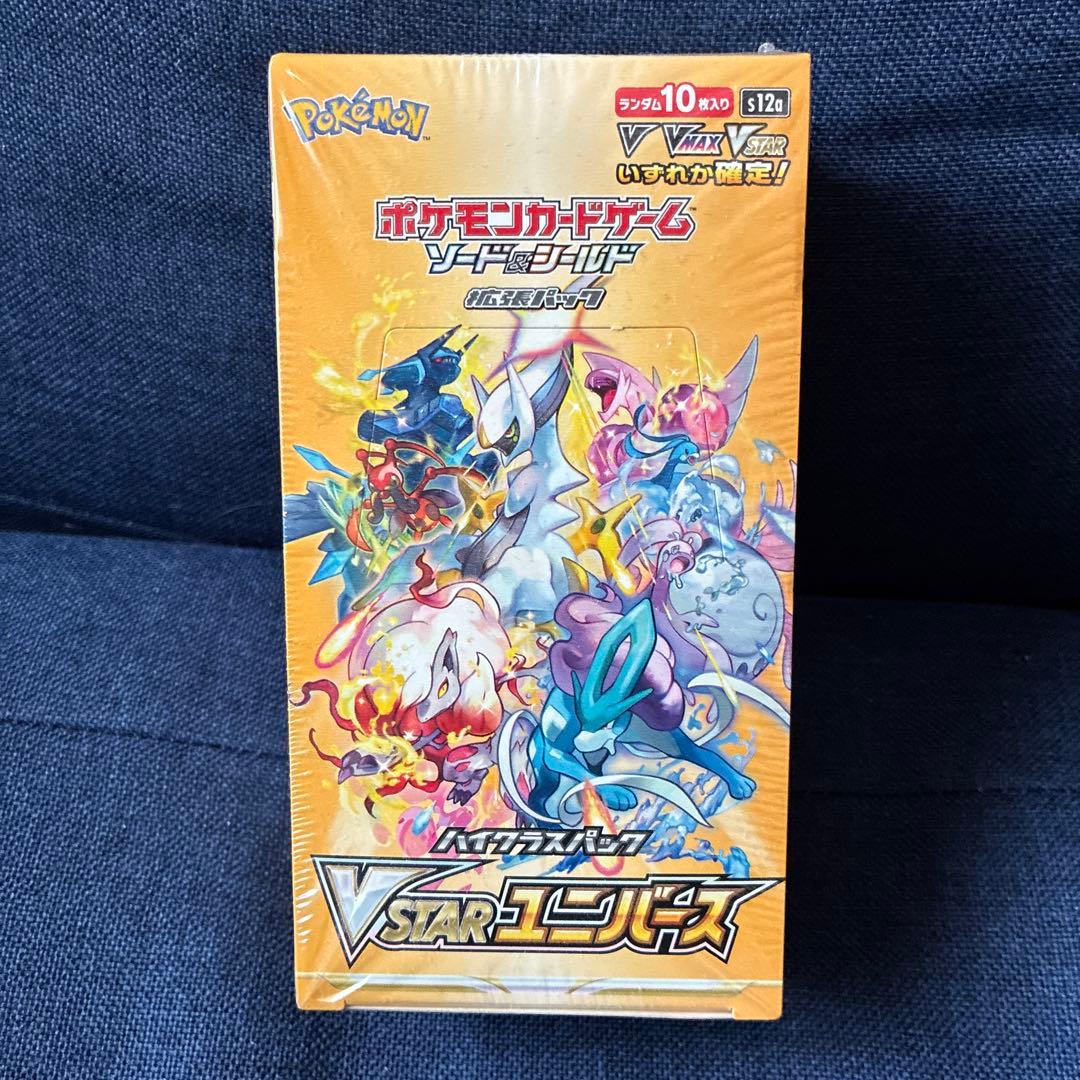 POKéMON™
ランダム10枚入り s12a
V VMAX VSTAR
いずれか確定!
ポケモンカードゲーム™
ソード&シールド
拡張パック
ハイクラスパック
VSTARユニバース